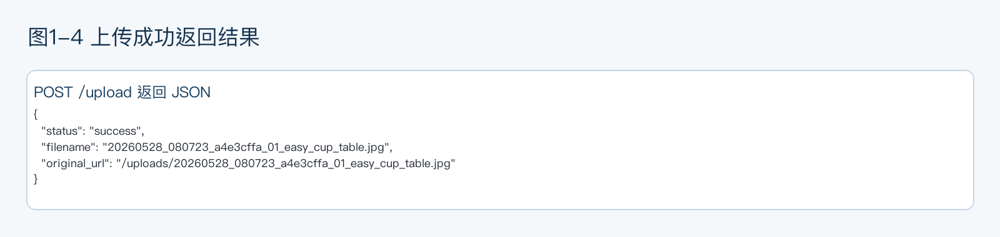 图1-4 上传成功返回结果
POST /upload 返回 JSON
{
"status": "success",
"filename": "20260528_080723_a4e3cffa_01_easy_cup_table.jpg",
"original_url": "/uploads/20260528_080723_a4e3cffa_01_easy_cup_table.jpg"
}